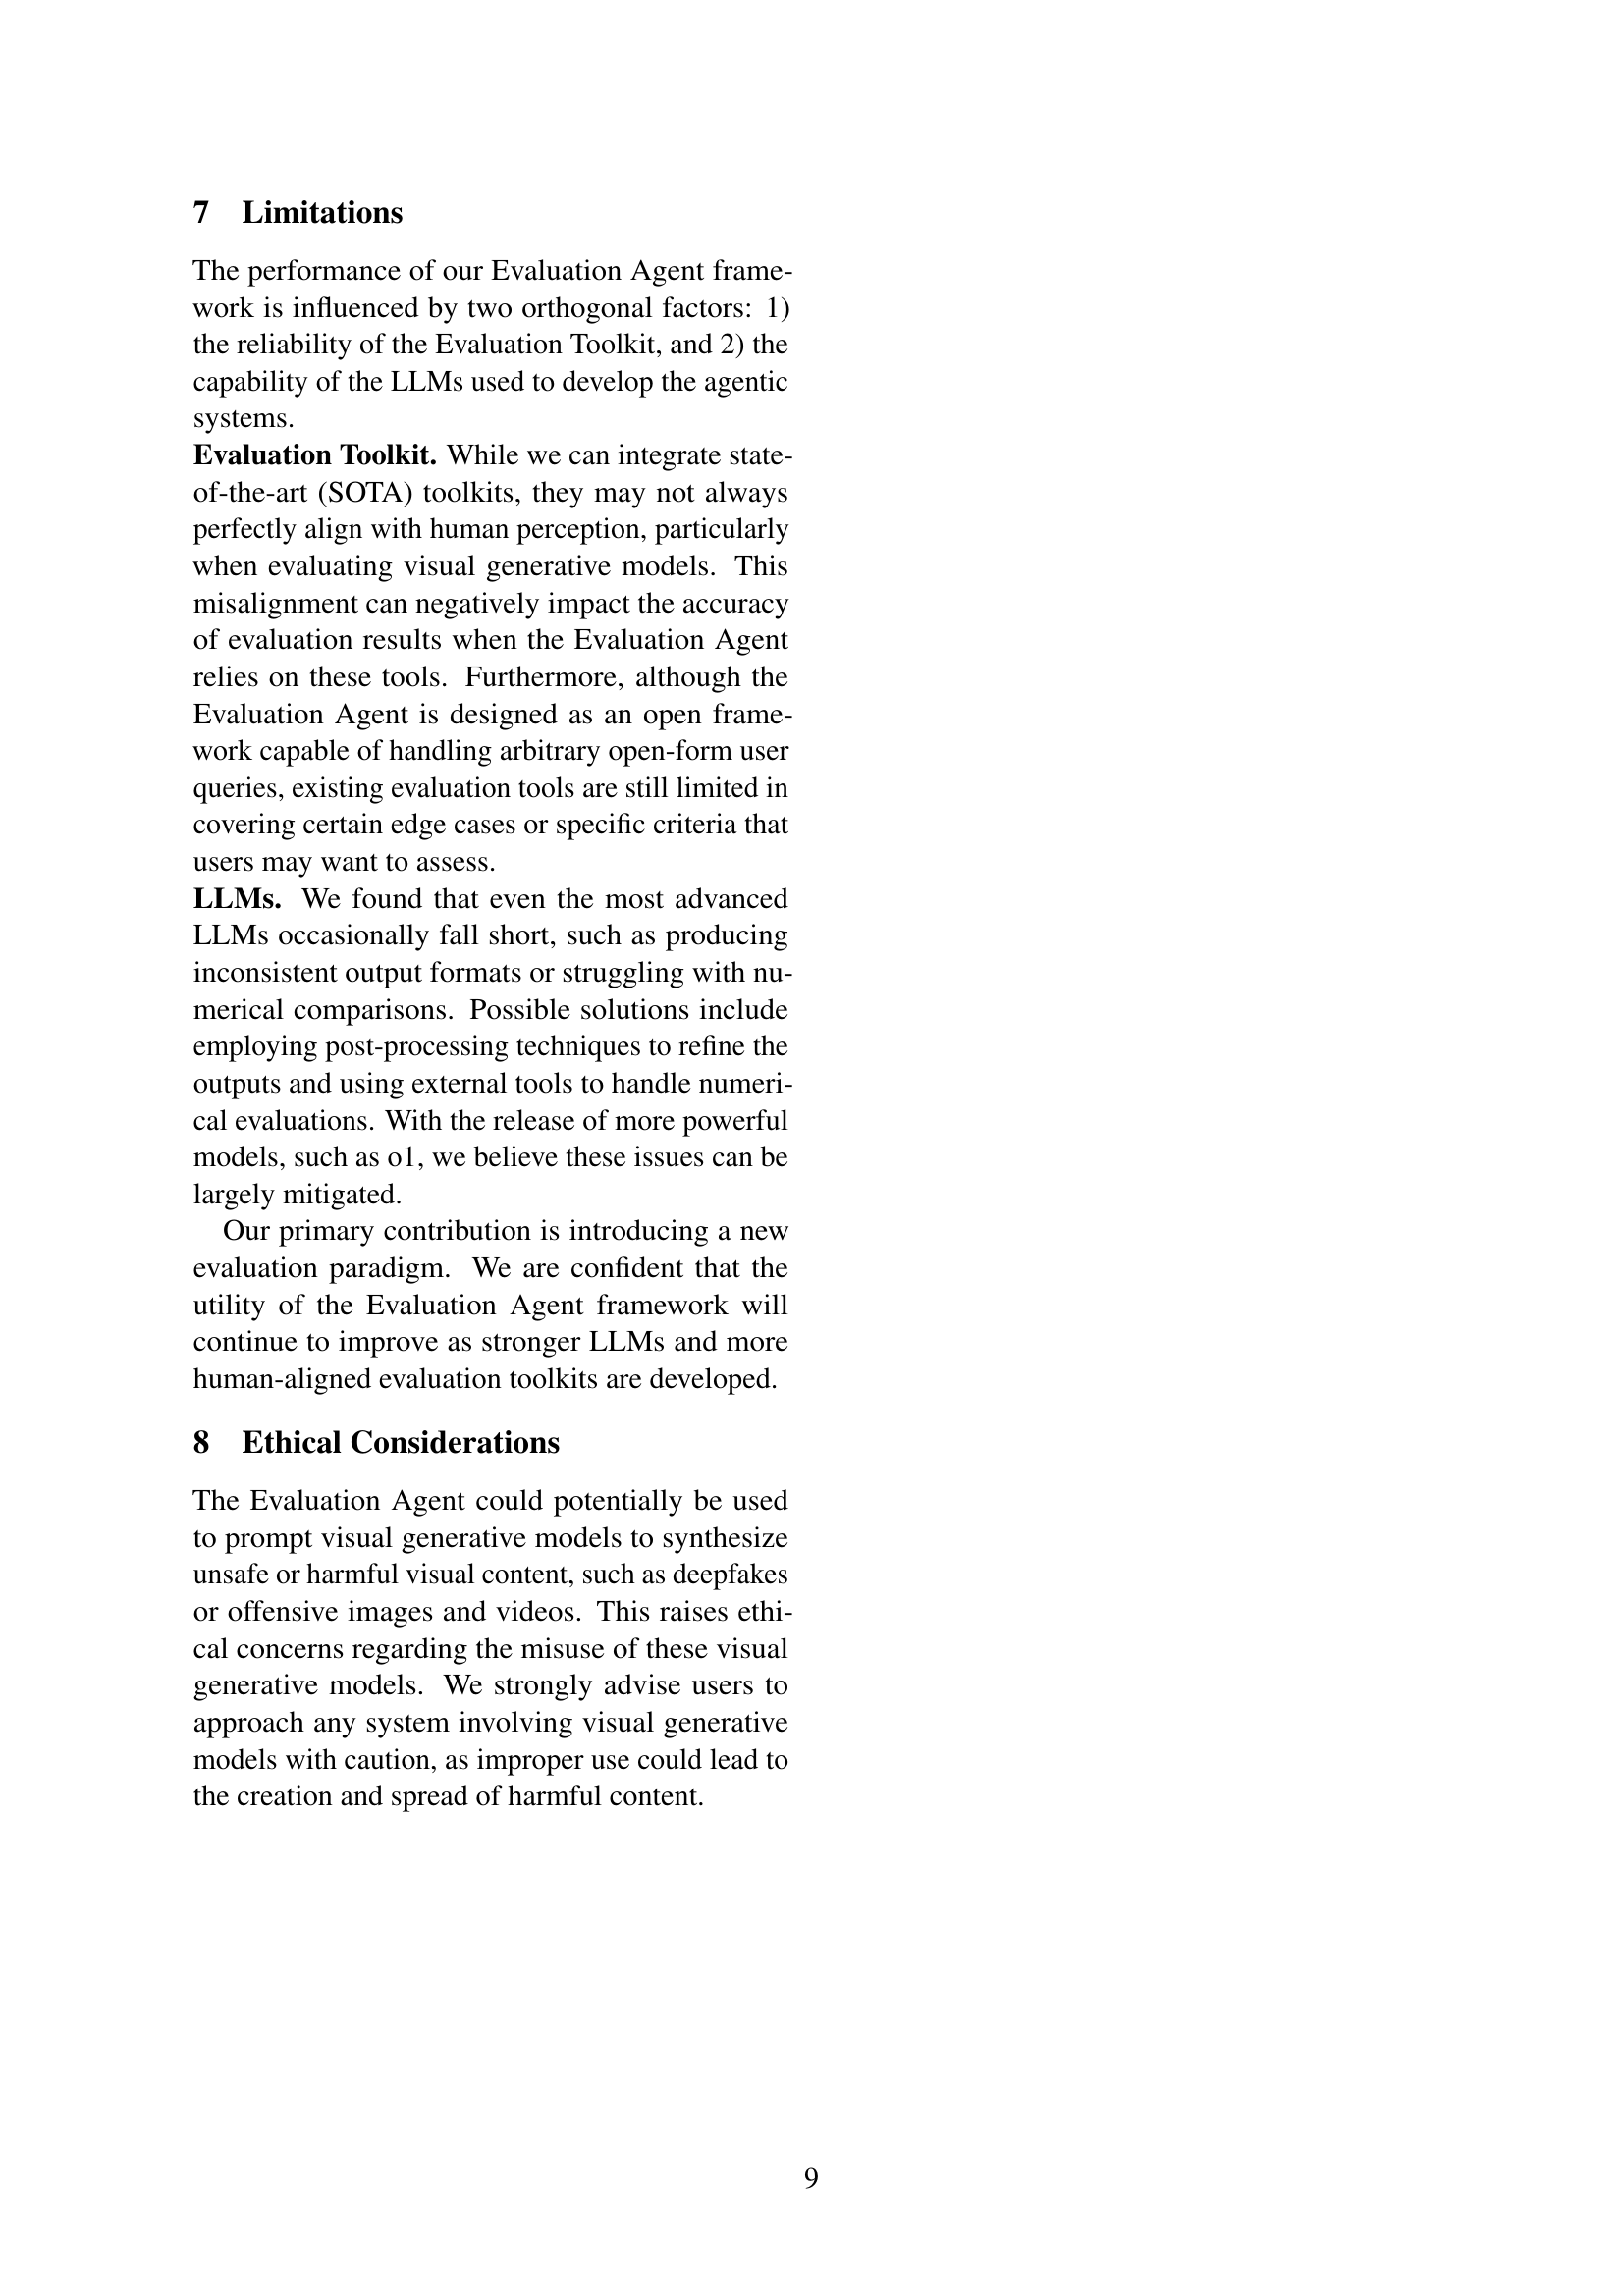 7 Limitations
The performance of our Evaluation Agent frame-
work is influenced by two orthogonal factors: 1)
the reliability of the Evaluation Toolkit, and 2) the
capability of the LLMs used to develop the agentic
systems.
Evaluation Toolkit. While we can integrate state-
of-the-art (SOTA) toolkits, they may not always
perfectly align with human perception, particularly
when evaluating visual generative models. This
misalignment can negatively impact the accuracy
of evaluation results when the Evaluation Agent
relies on these tools. Furthermore, although the
Evaluation Agent is designed as an open frame-
work capable of handling arbitrary open-form user
queries, existing evaluation tools are still limited in
covering certain edge cases or specific criteria that
users may want to assess.
LLMs. We found that even the most advanced
LLMs occasionally fall short, such as producing
inconsistent output formats or struggling with nu-
merical comparisons. Possible solutions include
employing post-processing techniques to refine the
outputs and using external tools to handle numeri-
cal evaluations. With the release of more powerful
models, such as o1, we believe these issues can be
largely mitigated.
Our primary contribution is introducing a new
evaluation paradigm. We are confident that the
utility of the Evaluation Agent framework will
continue to improve as stronger LLMs and more
human-aligned evaluation toolkits are developed.
8 Ethical Considerations
The Evaluation Agent could potentially be used
to prompt visual generative models to synthesize
unsafe or harmful visual content, such as deepfakes
or offensive images and videos. This raises ethi-
cal concerns regarding the misuse of these visual
generative models. We strongly advise users to
approach any system involving visual generative
models with caution, as improper use could lead to
the creation and spread of harmful content.
9